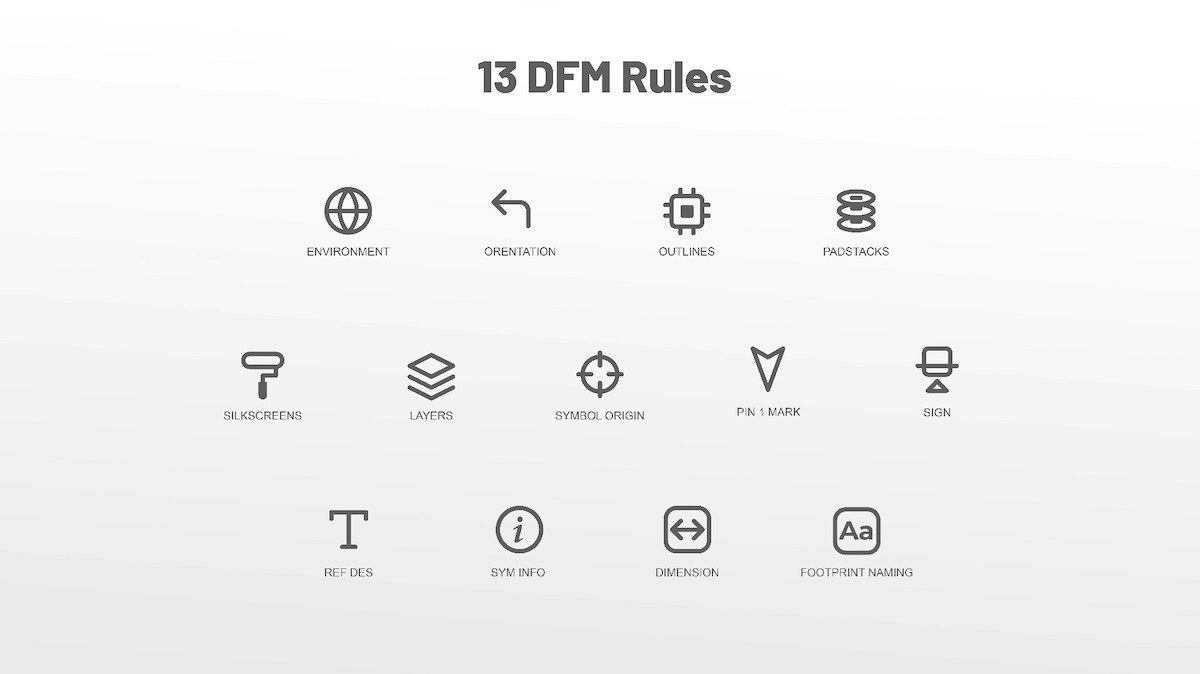 13 DFM Rules
ENVIRONMENT
ORENTATION
OUTLINES
PADSTACKS
SILKSCREENS
LAYERS
SYMBOL ORIGIN
PIN 1 MARK
SIGN
T
REF DES
i
SYM INFO
DIMENSION
Aa
FOOTPRINT NAMING